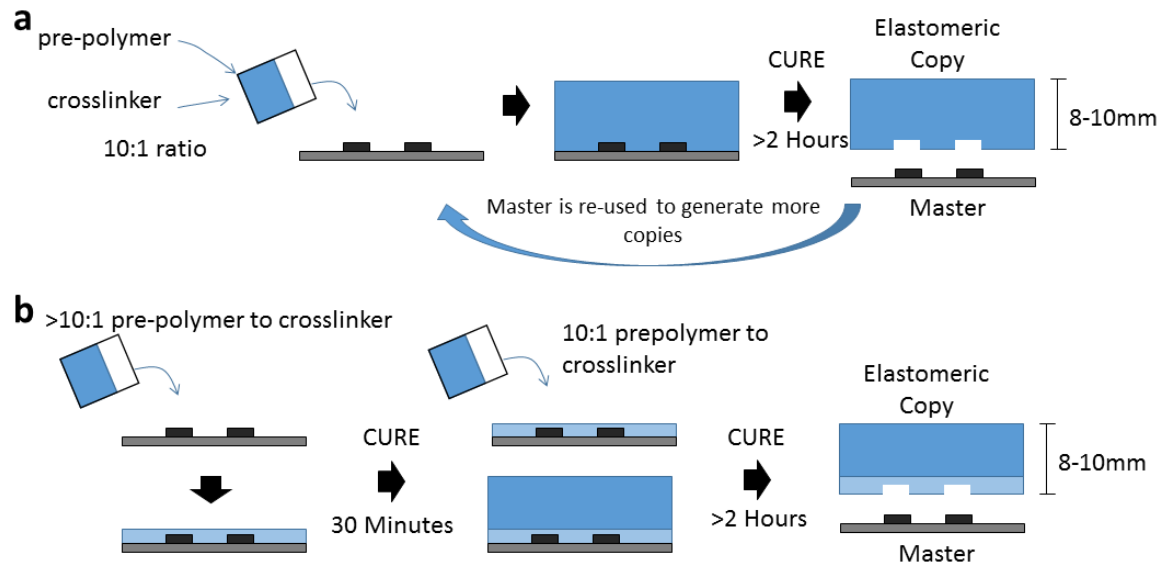 a
pre-polymer
crosslinker
10:1 ratio
CURE
>2 Hours
Elastomeric
Copy
8-10mm
Master
Master is re-used to generate more
copies
b
>10:1 pre-polymer to crosslinker
CURE
30 Minutes
10:1 prepolymer to
crosslinker
CURE
>2 Hours
Elastomeric
Copy
8-10mm
Master